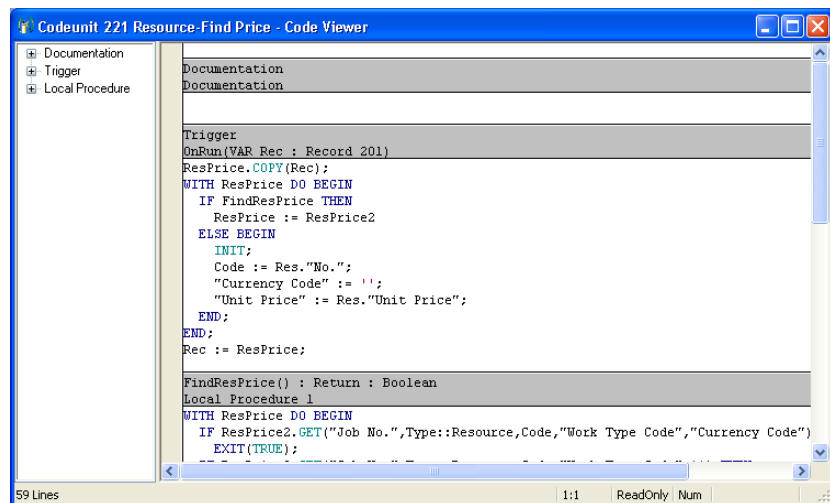 Codeunit 221 Resource-Find Price - Code Viewer
Documentation
Trigger
Local Procedure
Documentation
Documentation
Trigger
OnRun(VAR Rec : Record 201)
ResPrice.COPY(Rec);
WITH ResPrice DO BEGIN
  IF FindResPrice THEN
    ResPrice := ResPrice2
  ELSE BEGIN
    INIT;
    Code := Res."No.";
    "Currency Code" := '';
    "Unit Price" := Res."Unit Price";
  END;
END;
Rec := ResPrice;
FindResPrice() : Return : Boolean
Local Procedure 1
WITH ResPrice DO BEGIN
  IF ResPrice2.GET("Job No.",Type::Resource,Code,"Work Type Code","Currency Code")
    EXIT(TRUE);
59 Lines
1:1
ReadOnly
Num